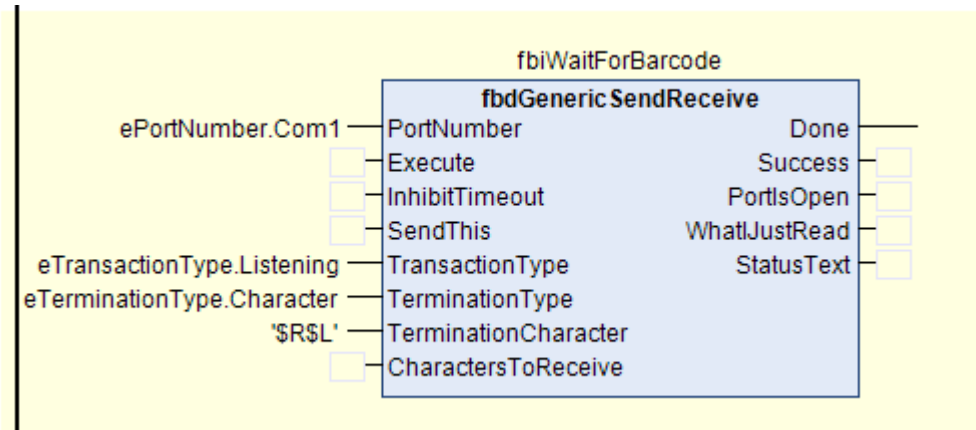 fbiWaitForBarcode
fbdGenericSendReceive
ePortNumber.Com1 PortNumber Done
Execute Success
InhibitTimeout PortIsOpen
SendThis WhatIJustRead
eTransactionType.Listening TransactionType StatusText
eTerminationType.Character TerminationType
'$R$L' TerminationCharacter
CharactersToReceive